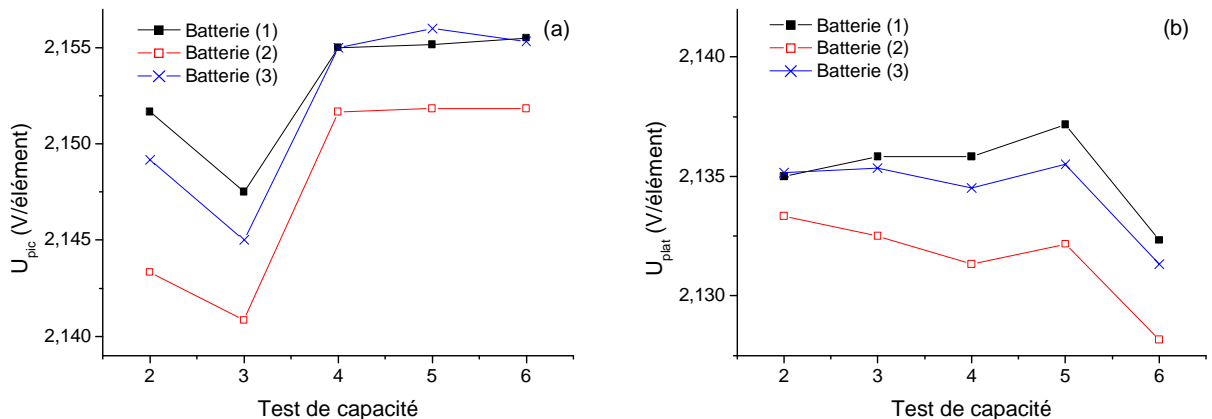 Batterie (1)
Batterie (2)
Batterie (3)
(a)
2,155
2,150
2,145
2,140
U_pic (V/élément)
2 3 4 5 6
Test de capacité
Batterie (1)
Batterie (2)
Batterie (3)
(b)
2,140
2,135
2,130
U_plat (V/élément)
2 3 4 5 6
Test de capacité